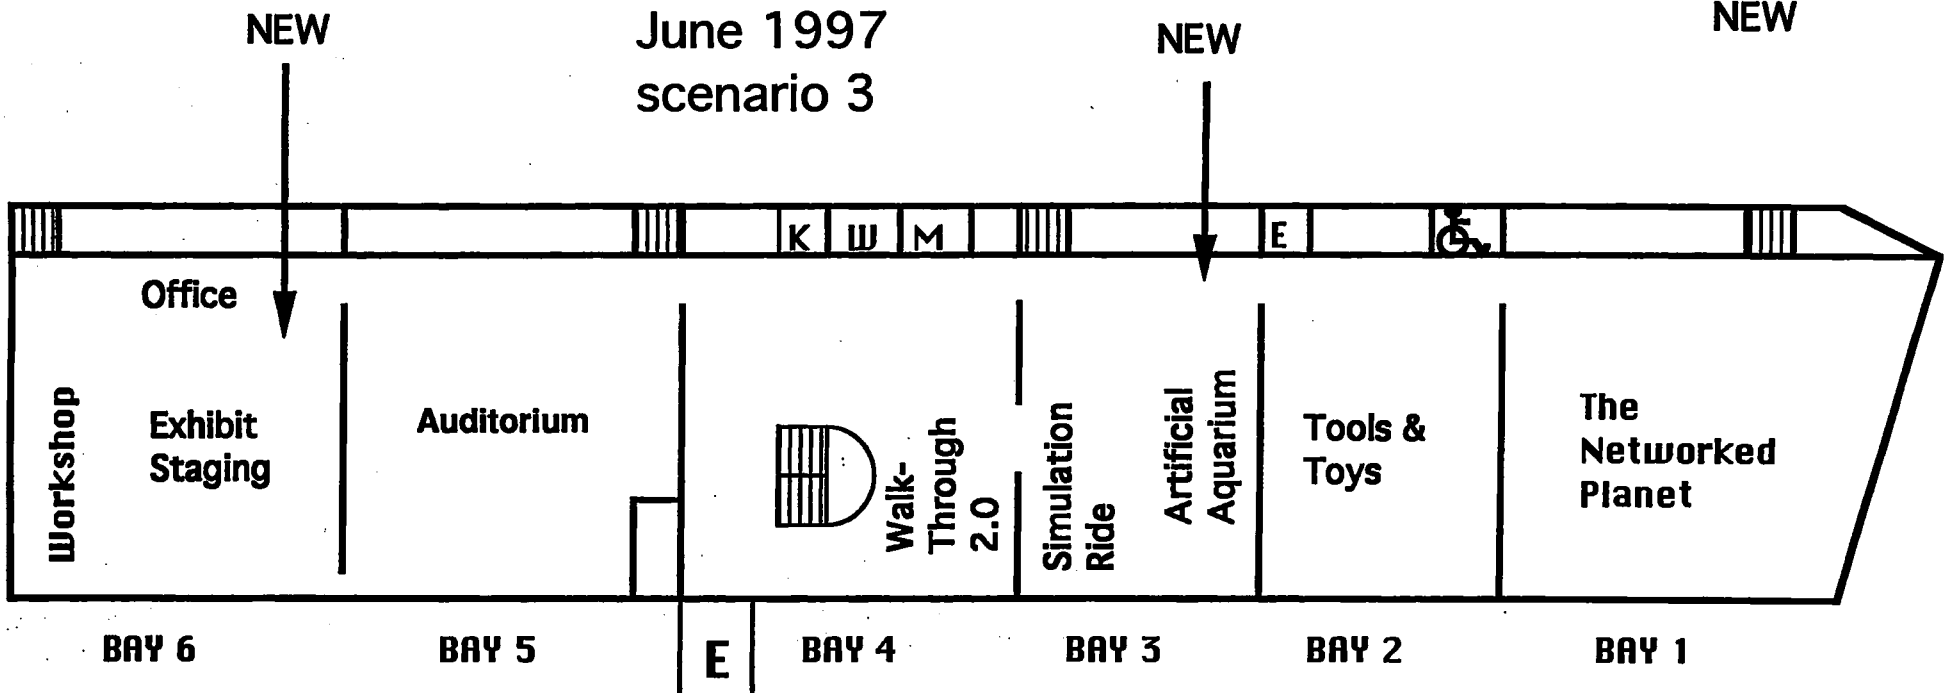 NEW
June 1997
scenario 3
NEW
NEW
K
W
M
E
Office
Workshop
Exhibit
Staging
Auditorium
Walk-
Through
2.0
Simulation
Ride
Artificial
Aquarium
Tools &
Toys
The
Networked
Planet
BAY 6
BAY 5
E
BAY 4
BAY 3
BAY 2
BAY 1